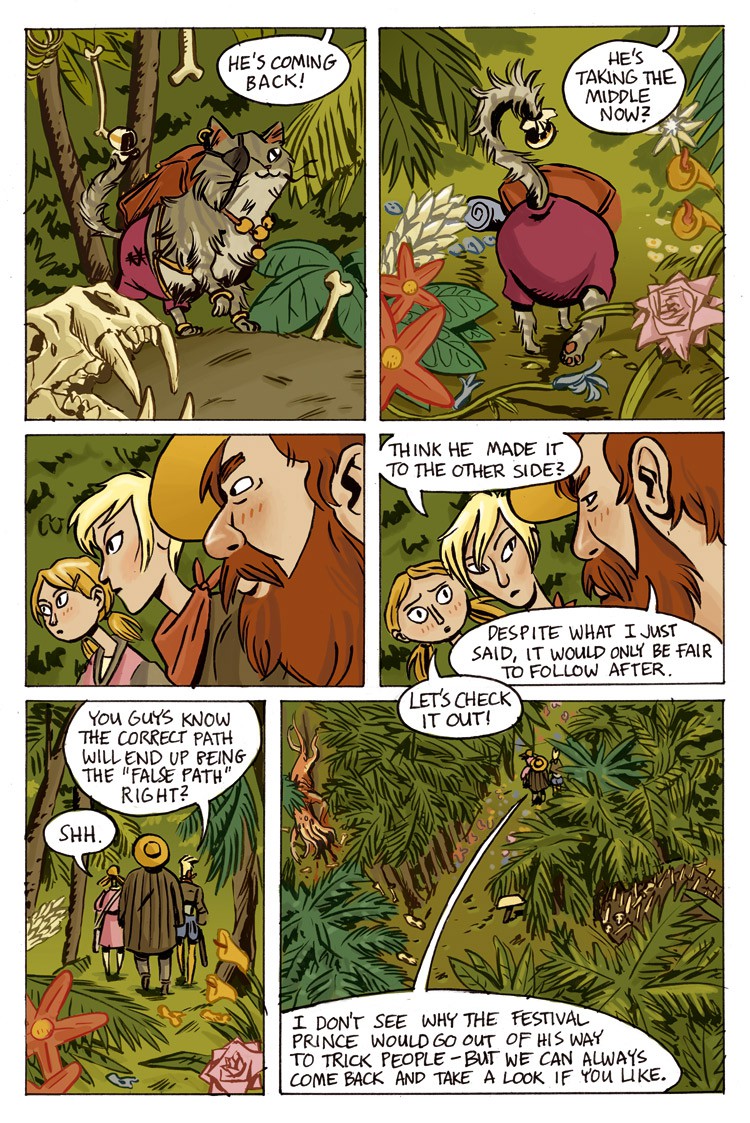 HE'S COMING
BACK!
HE'S
TAKING THE
MIDDLE
NOW?
THINK HE MADE IT
TO THE OTHER SIDE?
DESPITE WHAT I JUST
SAID, IT WOULD ONLY BE FAIR
TO FOLLOW AFTER.
LET'S CHECK
IT OUT!
YOU GUYS KNOW
THE CORRECT PATH
WILL END UP BEING
THE "FALSE PATH"
RIGHT?
SHH.
I DON'T SEE WHY THE FESTIVAL
PRINCE WOULD GO OUT OF HIS WAY
TO TRICK PEOPLE – BUT WE CAN ALWAYS
COME BACK AND TAKE A LOOK IF YOU LIKE.